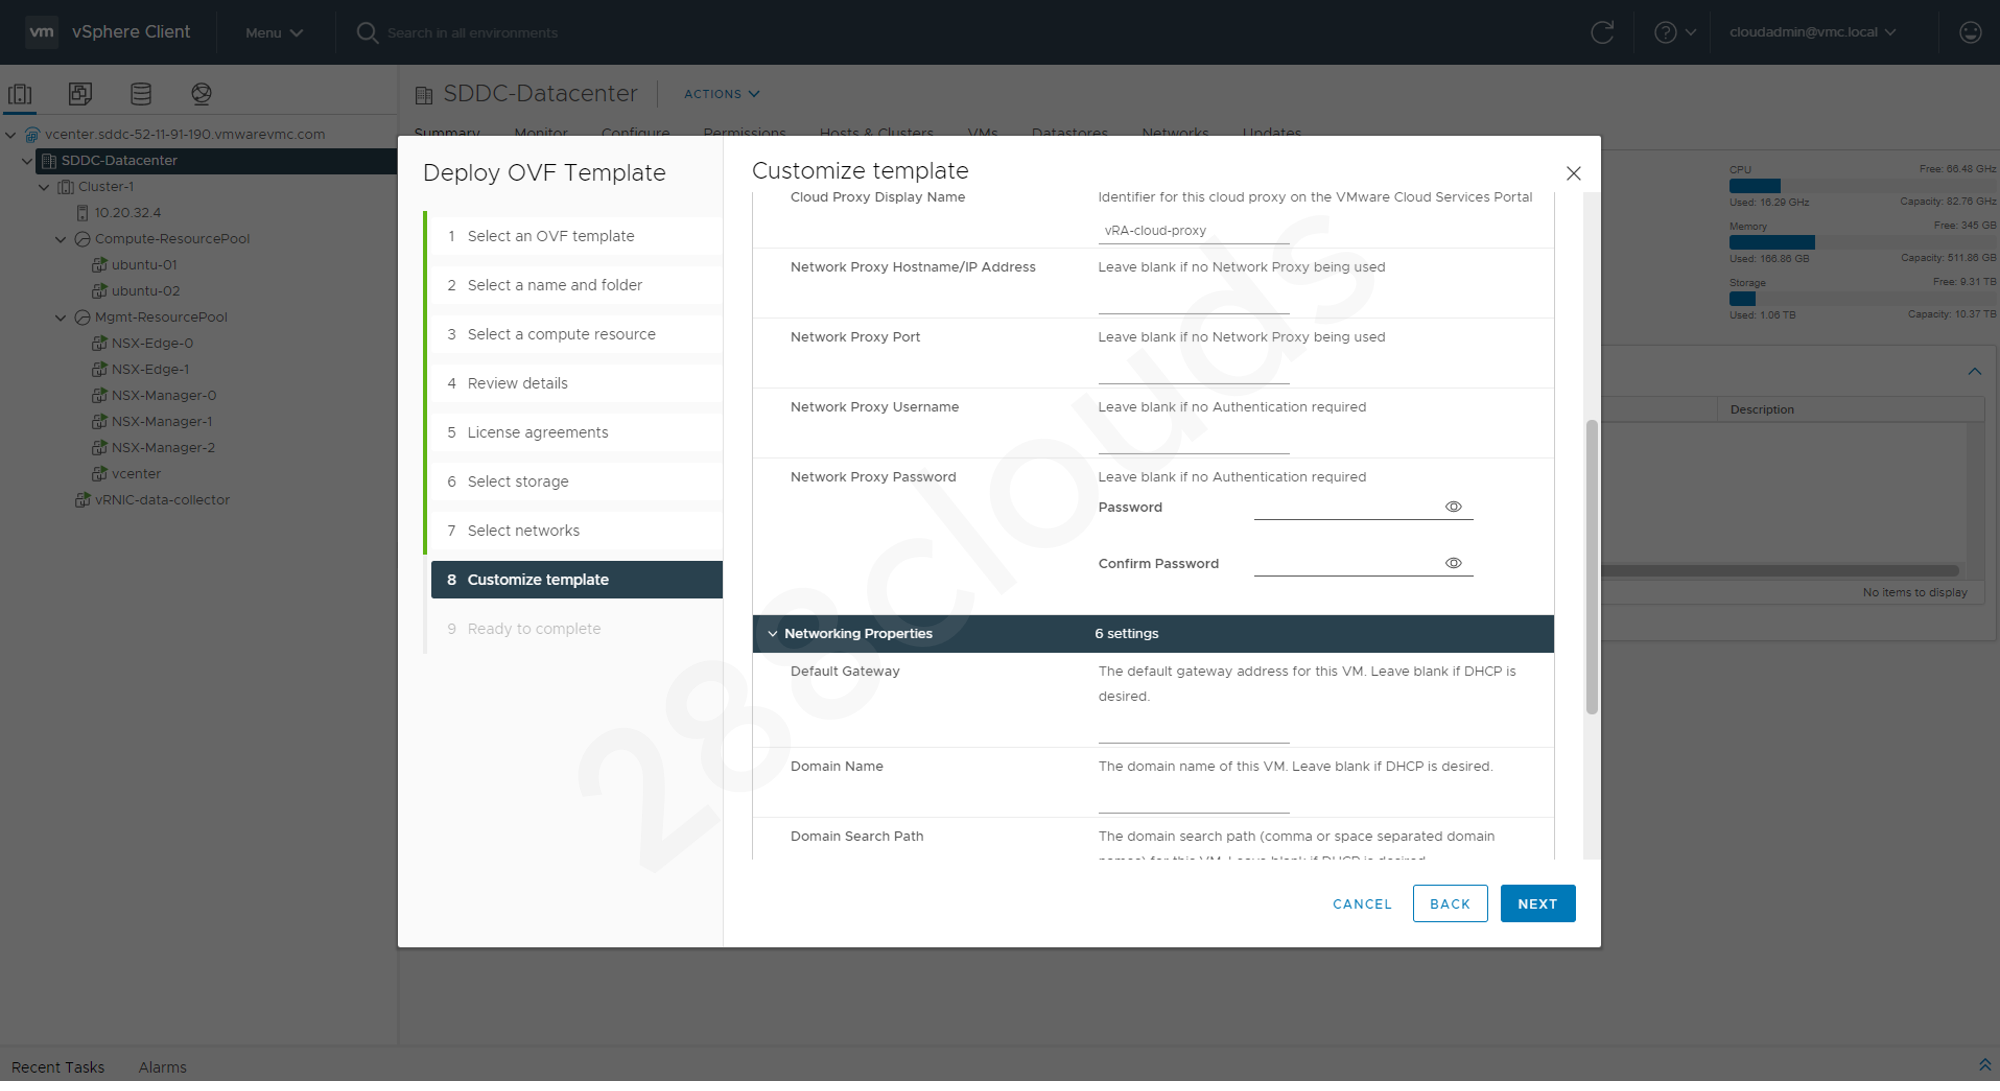 vm vSphere Client Menu Search in all environments cloudadmin@vmc.local
SDDC-Datacenter ACTIONS
Summary Monitor Configure Permissions Hosts & Clusters VMs Datastores Networks Updates
vcenter.sddc-52-11-91-190.vmwarevmc.com
SDDC-Datacenter
Cluster-1
10.20.32.4
Compute-ResourcePool
ubuntu-01
ubuntu-02
Mgmt-ResourcePool
NSX-Edge-0
NSX-Edge-1
NSX-Manager-0
NSX-Manager-1
NSX-Manager-2
vcenter
vRNIC-data-collector
Deploy OVF Template
1 Select an OVF template
2 Select a name and folder
3 Select a compute resource
4 Review details
5 License agreements
6 Select storage
7 Select networks
8 Customize template
9 Ready to complete
Customize template
Cloud Proxy Display Name Identifier for this cloud proxy on the VMware Cloud Services Portal
vRA-cloud-proxy
Network Proxy Hostname/IP Address Leave blank if no Network Proxy being used
Network Proxy Port Leave blank if no Network Proxy being used
Network Proxy Username Leave blank if no Authentication required
Network Proxy Password Leave blank if no Authentication required
Password
Confirm Password
Networking Properties 6 settings
Default Gateway The default gateway address for this VM. Leave blank if DHCP is
desired.
Domain Name The domain name of this VM. Leave blank if DHCP is desired.
Domain Search Path The domain search path (comma or space separated domain
names) for this VM. Leave blank if DHCP is desired.
CANCEL BACK NEXT
288clouds
CPU Free: 66.48 GHz
Used: 16.29 GHz Capacity: 82.76 GHz
Memory Free: 345 GB
Used: 166.86 GB Capacity: 511.86 GB
Storage Free: 9.31 TB
Used: 1.06 TB Capacity: 10.37 TB
Description
No items to display
Recent Tasks Alarms